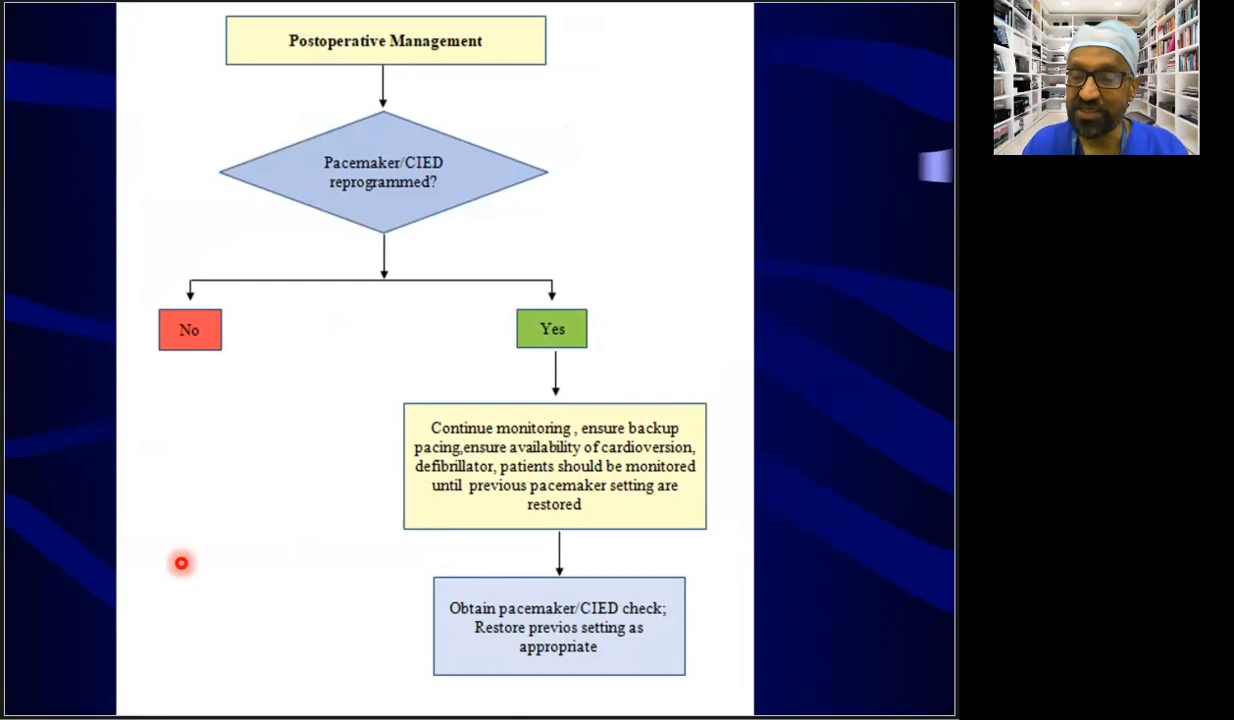 Postoperative Management
Pacemaker/CIED
reprogrammed?
No
Yes
Continue monitoring , ensure backup
pacing,ensure availability of cardioversion,
defibrillator, patients should be monitored
until previous pacemaker setting are
restored
Obtain pacemaker/CIED check;
Restore previos setting as
appropriate